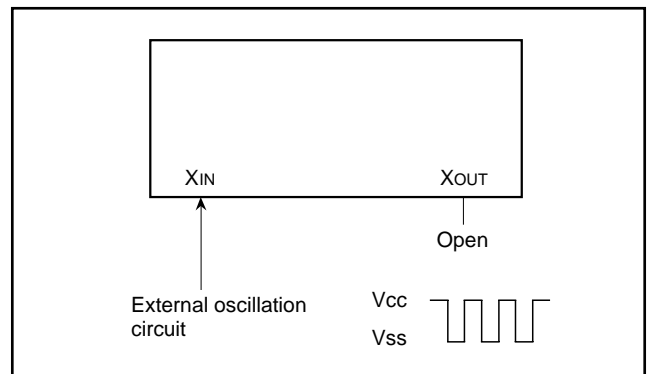 XIN
XOUT
Open
External oscillation
circuit
Vcc
Vss